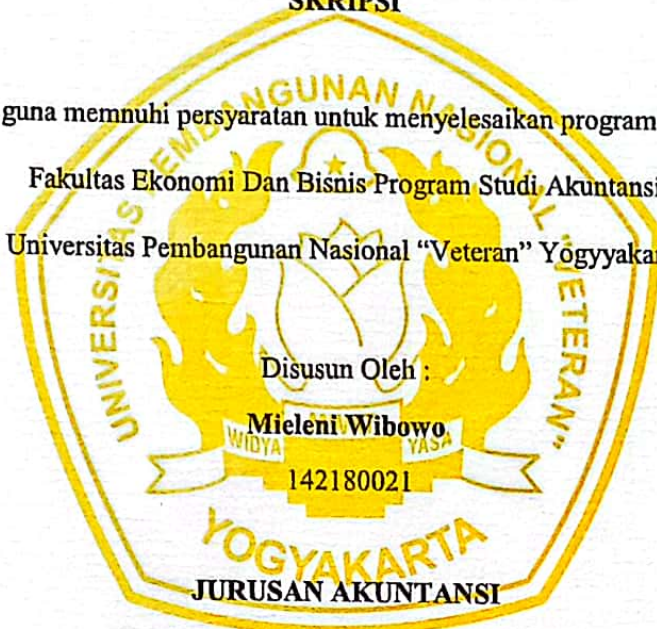 SKRIPSI
guna memnuhi persyaratan untuk menyelesaikan program
Fakultas Ekonomi Dan Bisnis Program Studi Akuntansi
Universitas Pembangunan Nasional “Veteran” Yogyyakar
Disusun Oleh :
Mieleni Wibowo
142180021
JURUSAN AKUNTANSI
UNIVERSITAS PEMBANGUNAN NASIONAL "VETERAN"
WIDYA
YASA
YOGYAKARTA